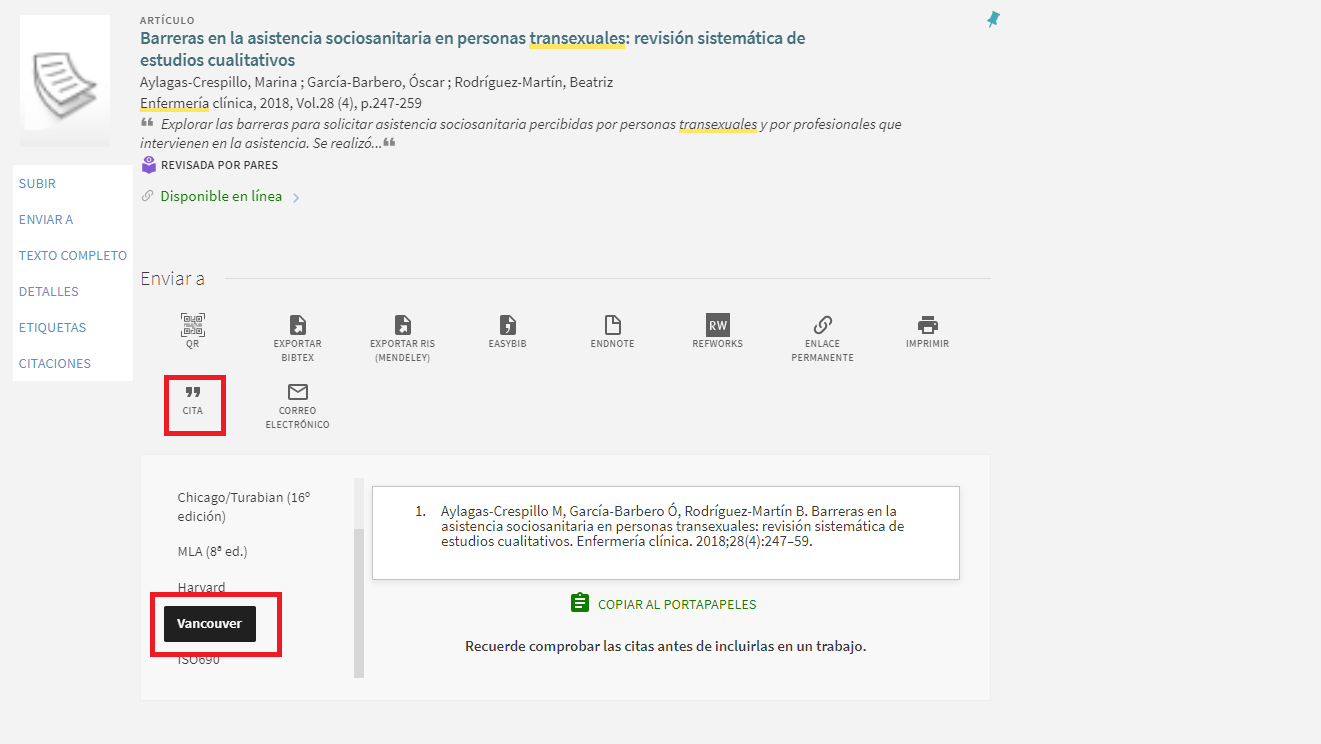 ARTÍCULO
Barreras en la asistencia sociosanitaria en personas transexuales: revisión sistemática de
estudios cualitativos
Aylagas-Crespillo, Marina ; García-Barbero, Óscar ; Rodríguez-Martín, Beatriz
Enfermería clínica, 2018, Vol.28 (4), p.247-259
Explorar las barreras para solicitar asistencia sociosanitaria percibidas por personas transexuales y por profesionales que
intervienen en la asistencia. Se realizó...
REVISADA POR PARES
Disponible en línea
SUBIR
ENVIAR A
TEXTO COMPLETO
DETALLES
ETIQUETAS
CITACIONES
Enviar a
QR
EXPORTAR
BIBTEX
EXPORTAR RIS
(MENDELEY)
EASYBIB
ENDNOTE
RW
REFWORKS
ENLACE
PERMANENTE
IMPRIMIR
CITA
CORREO
ELECTRÓNICO
Chicago/Turabian (16º
edición)
MLA (8ª ed.)
Harvard
Vancouver
ISO690
1. Aylagas-Crespillo M, García-Barbero Ó, Rodríguez-Martín B. Barreras en la
asistencia sociosanitaria en personas transexuales: revisión sistemática de
estudios cualitativos. Enfermería clínica. 2018;28(4):247–59.
COPIAR AL PORTAPAPELES
Recuerde comprobar las citas antes de incluirlas en un trabajo.